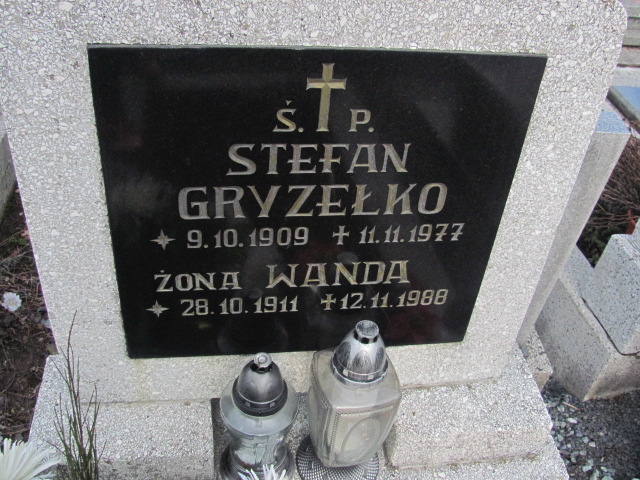 Ś. P.
STEFAN
GRYZEŁKO
9.10.1909 11.11.1977
ŻONA WANDA
28.10.1911 12.11.1988